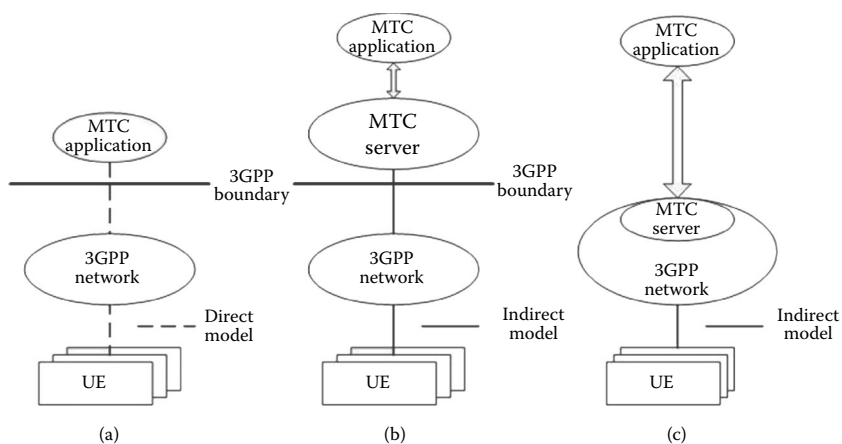 MTC
application
3GPP
boundary
3GPP
network
Direct
model
UE
(a)
MTC
application
MTC
server
3GPP
boundary
3GPP
network
Indirect
model
UE
(b)
MTC
application
MTC
server
3GPP
network
Indirect
model
UE
(c)